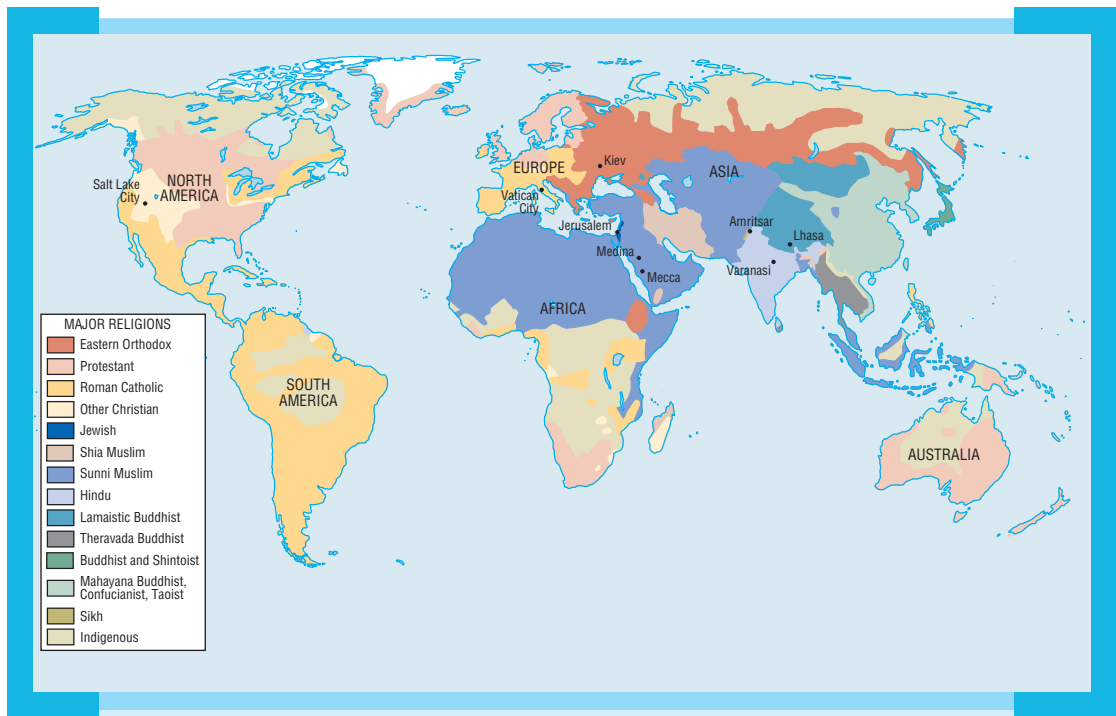 Salt Lake
City
NORTH
AMERICA
EUROPE
Kiev
ASIA
Vatican
City
Jerusalem
Amritsar
Lhasa
Medina
Mecca
Varanasi
AFRICA
SOUTH
AMERICA
AUSTRALIA
MAJOR RELIGIONS
Eastern Orthodox
Protestant
Roman Catholic
Other Christian
Jewish
Shia Muslim
Sunni Muslim
Hindu
Lamaistic Buddhist
Theravada Buddhist
Buddhist and Shintoist
Mahayana Buddhist,
Confucianist, Taoist
Sikh
Indigenous